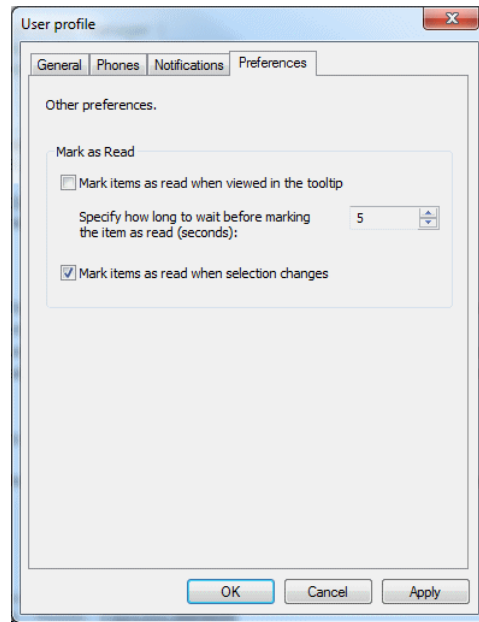 User profile
General Phones Notifications Preferences
Other preferences.
Mark as Read
Mark items as read when viewed in the tooltip
Specify how long to wait before marking 5
the item as read (seconds):
Mark items as read when selection changes
OK Cancel Apply